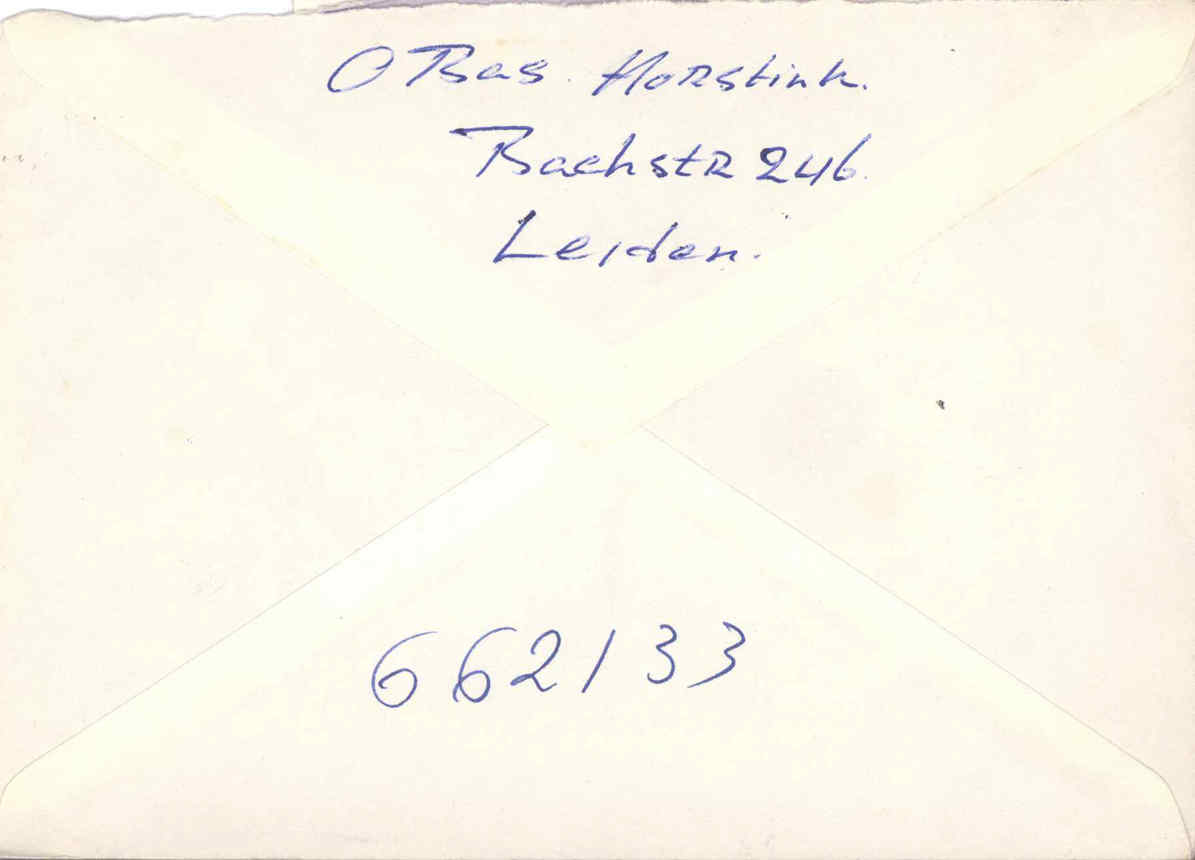 O Bas Horstink.
Bachstr 246.
Leiden.
662133